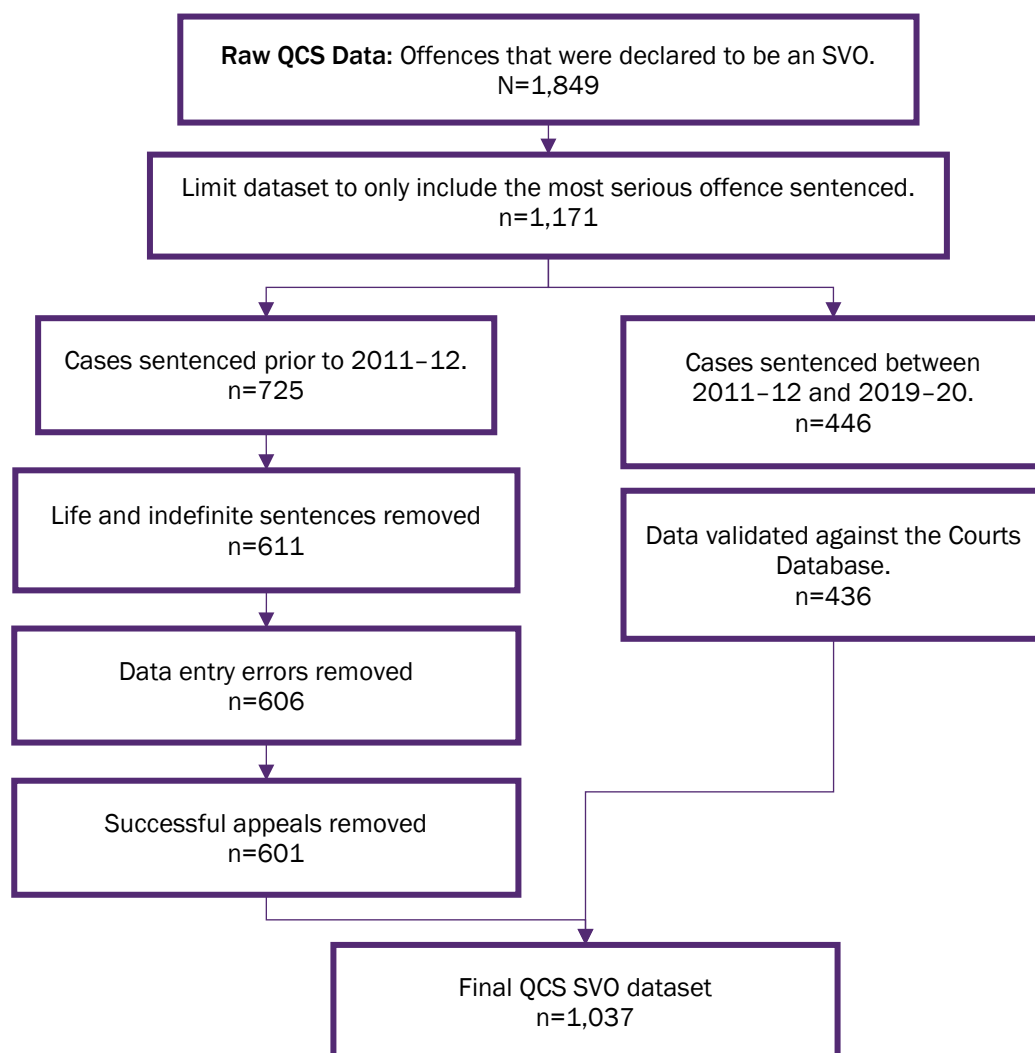 Raw QCS Data: Offences that were declared to be an SVO.
N=1,849
Limit dataset to only include the most serious offence sentenced.
n=1,171
Cases sentenced prior to 2011–12.
n=725
Life and indefinite sentences removed
n=611
Data entry errors removed
n=606
Successful appeals removed
n=601
Cases sentenced between
2011–12 and 2019–20.
n=446
Data validated against the Courts
Database.
n=436
Final QCS SVO dataset
n=1,037